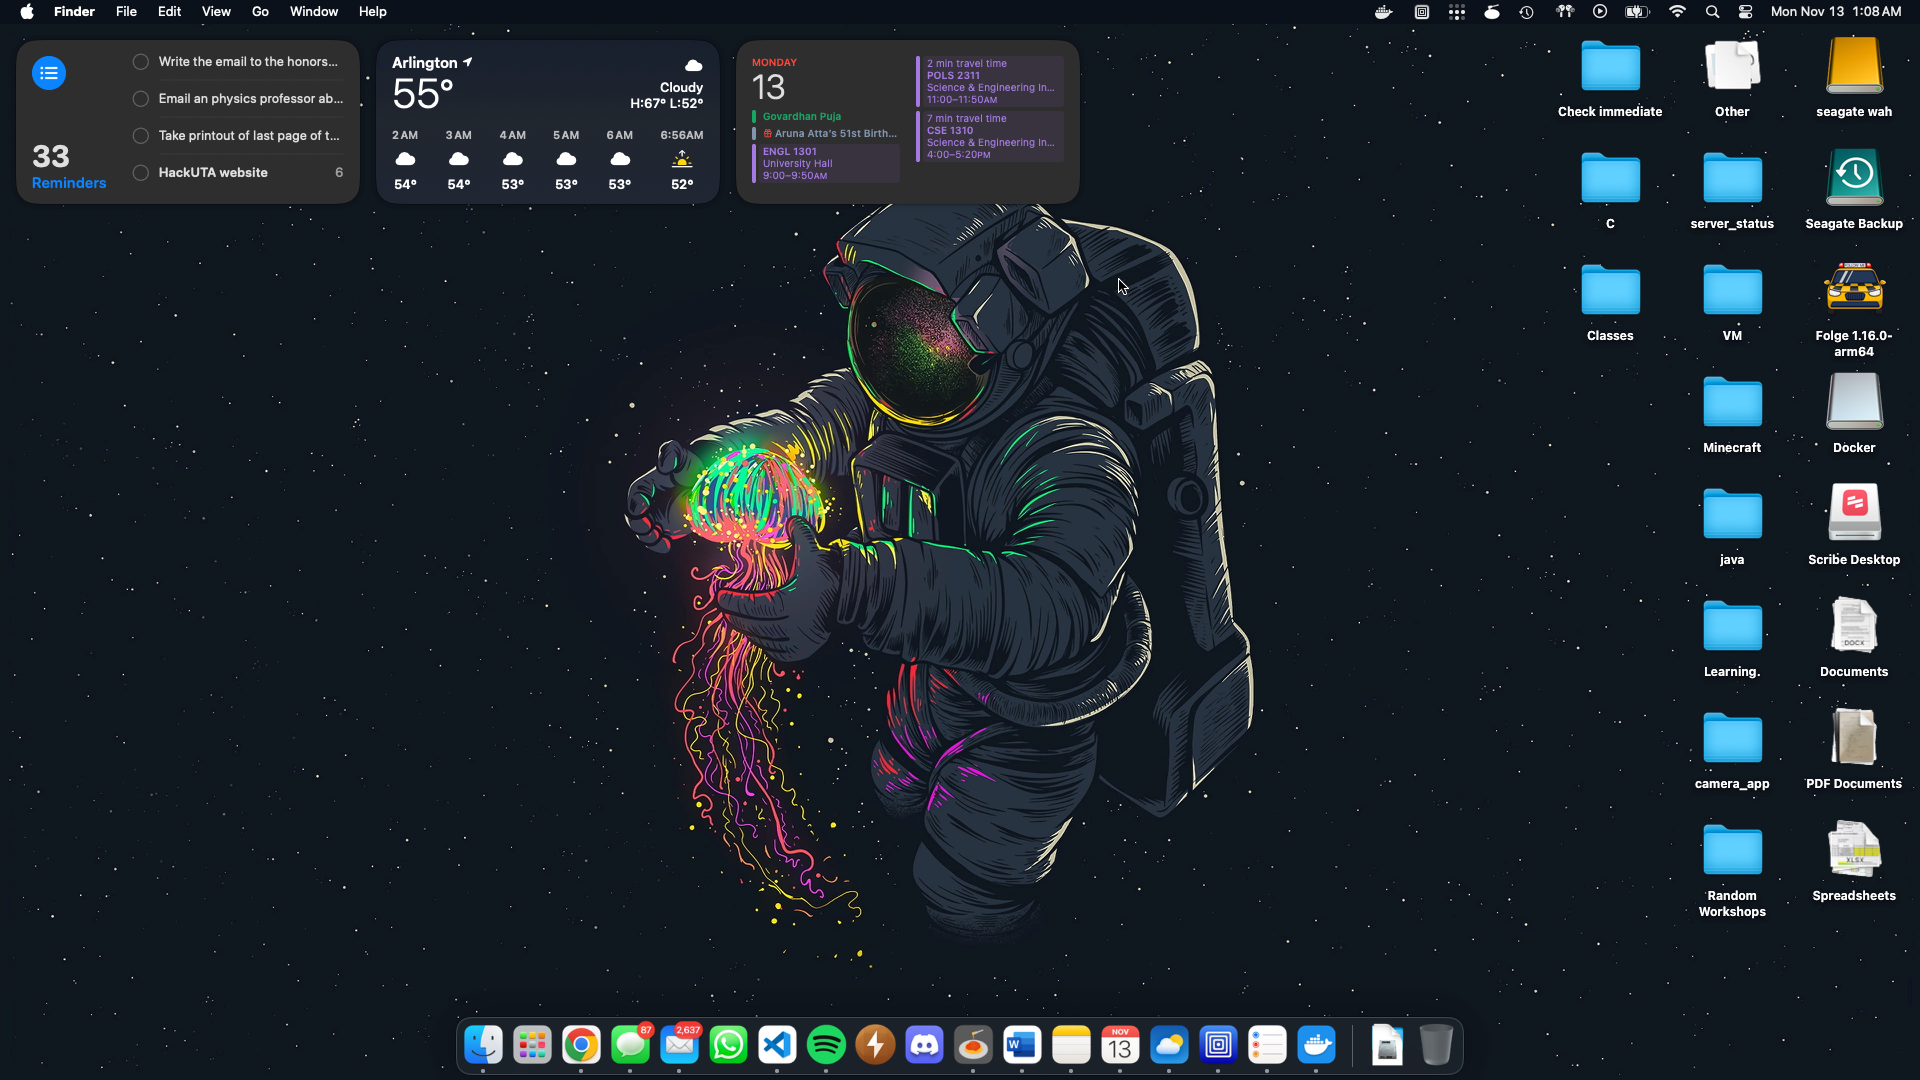 Finder File Edit View Go Window Help
Mon Nov 13 1:08 AM
33
Reminders
Write the email to the honors...
Email an physics professor ab...
Take printout of last page of t...
HackUTA website 6
Arlington
55°
Cloudy
H:67° L:52°
2 AM 3 AM 4 AM 5 AM 6 AM 6:56AM
54° 54° 53° 53° 53° 52°
MONDAY
13
Govardhan Puja
Aruna Atta's 51st Birth...
ENGL 1301
University Hall
9:00–9:50AM
2 min travel time
POLS 2311
Science & Engineering In...
11:00–11:50AM
7 min travel time
CSE 1310
Science & Engineering In...
4:00–5:20PM
Check immediate
Other
seagate wah
C
server_status
Seagate Backup
Classes
VM
FOLLOW ME
Folge 1.16.0-
arm64
Minecraft
Docker
java
Scribe Desktop
Learning.
DOCX
Documents
camera_app
PDF Documents
Random
Workshops
XLSX
Spreadsheets
87
2,637
W
NOV
13